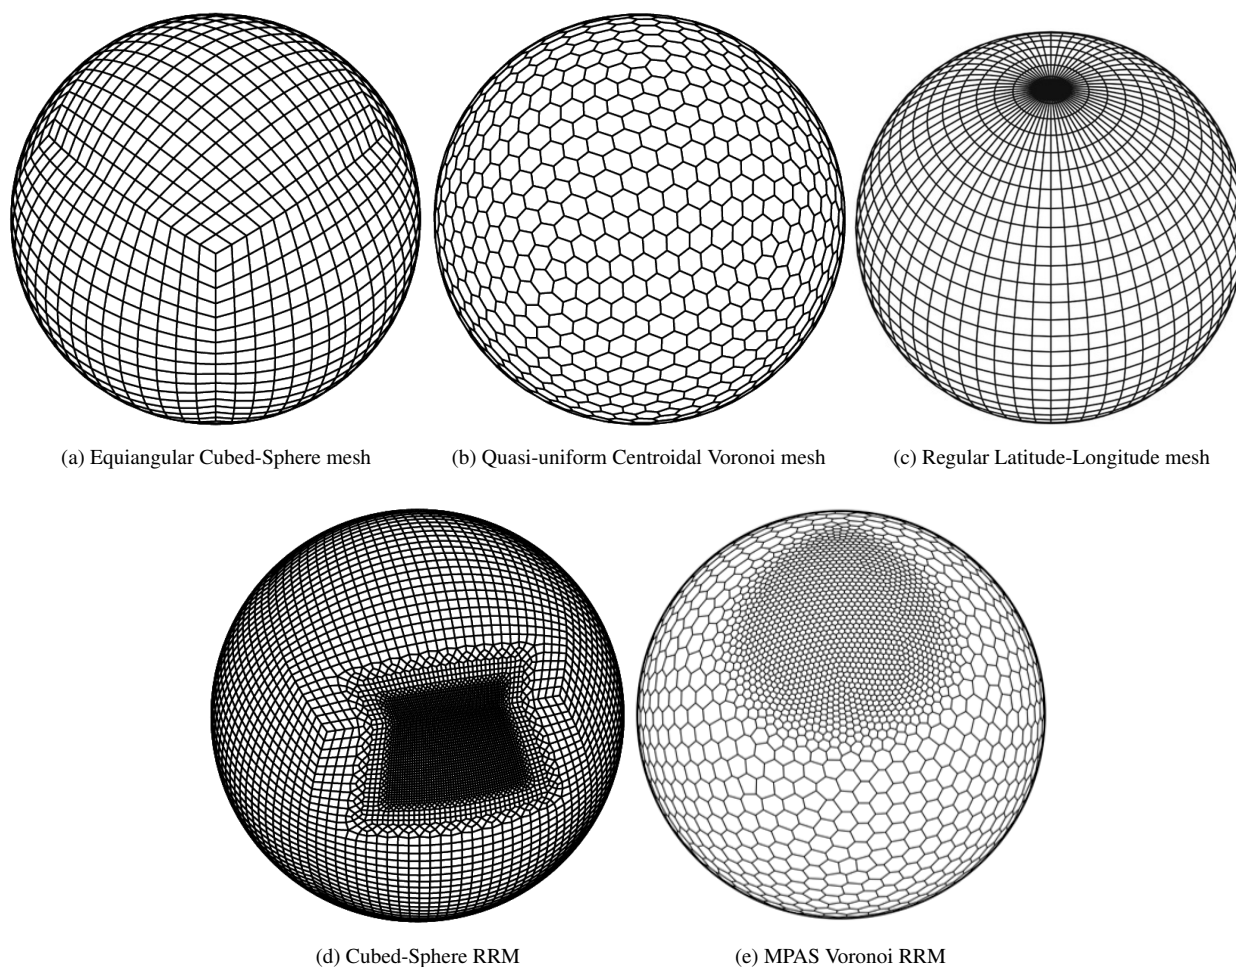 (a) Equiangular Cubed-Sphere mesh
(b) Quasi-uniform Centroidal Voronoi mesh
(c) Regular Latitude-Longitude mesh
(d) Cubed-Sphere RRM
(e) MPAS Voronoi RRM